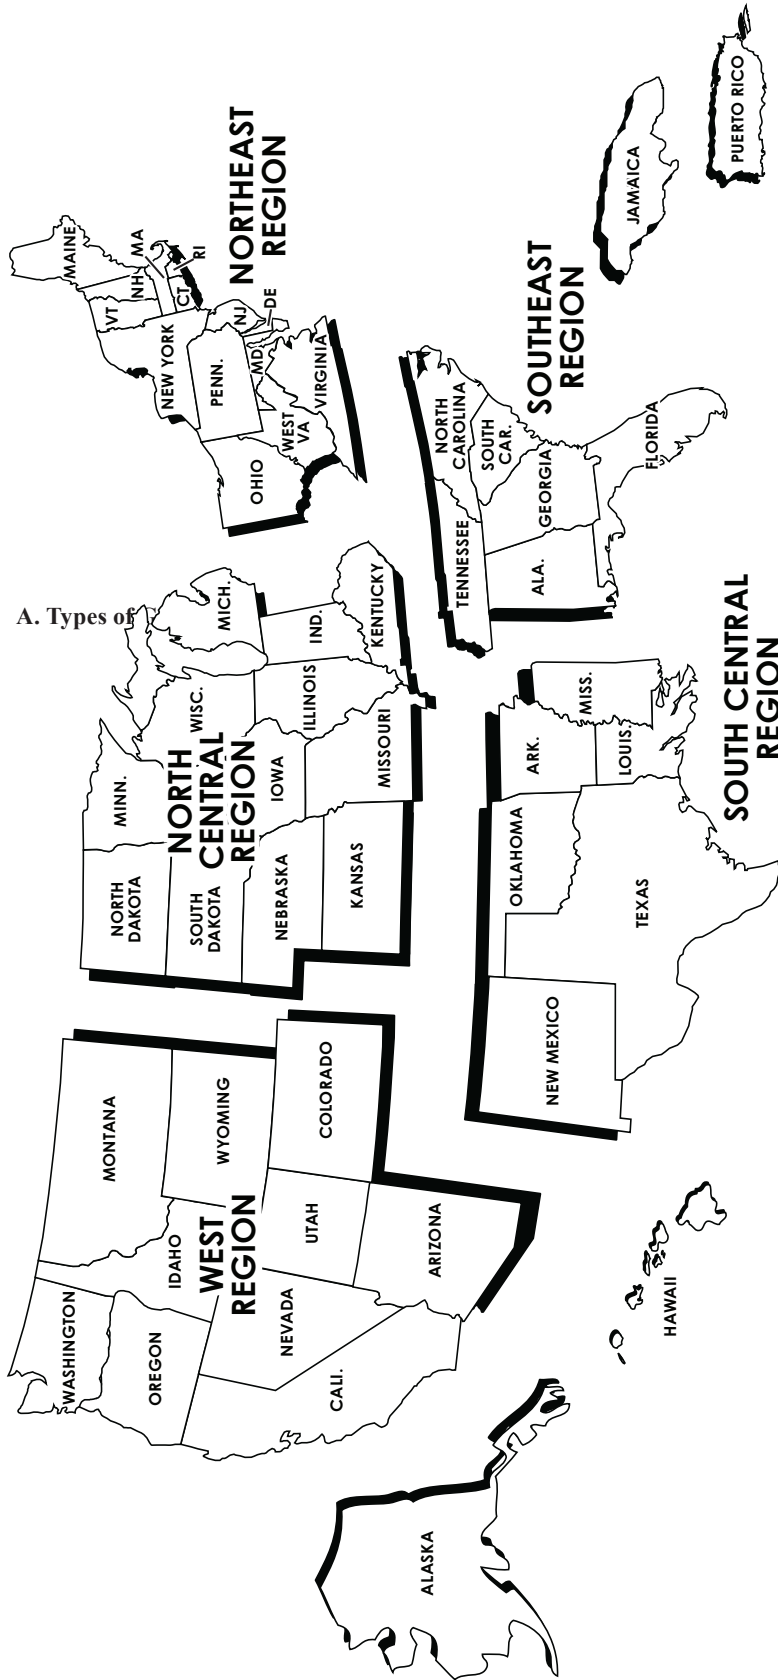 A. Types of
WASHINGTON
OREGON
CALI.
NEVADA
IDAHO
MONTANA
WYOMING
UTAH
COLORADO
ARIZONA
WEST
REGION
ALASKA
HAWAII
NORTH
DAKOTA
SOUTH
DAKOTA
NEBRASKA
KANSAS
MINN.
IOWA
MISSOURI
WISC.
ILLINOIS
MICH.
IND.
KENTUCKY
NORTH
CENTRAL
REGION
NEW MEXICO
TEXAS
OKLAHOMA
ARK.
LOUIS.
MISS.
SOUTH CENTRAL
REGION
TENNESSEE
NORTH
CAROLINA
SOUTH
CAR.
GEORGIA
ALA.
FLORIDA
SOUTHEAST
REGION
JAMAICA
PUERTO RICO
OHIO
WEST
VA
VIRGINIA
PENN.
MD
DE
NJ
NEW YORK
CT
RI
MA
VT
NH
MAINE
NORTHEAST
REGION